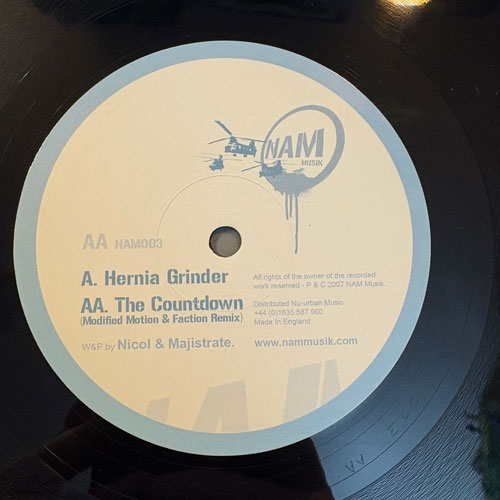 NAM
MUSIK
AA NAM003
A. Hernia Grinder
AA. The Countdown
(Modified Motion & Faction Remix)
W&P by Nicol & Majistrate.
All rights of the owner of the recorded
work reserved - P & C 2007 NAM Musik.
Distributed Nu-urban Music
+44 (0)1635 587 900
Made In England
www.nammusik.com